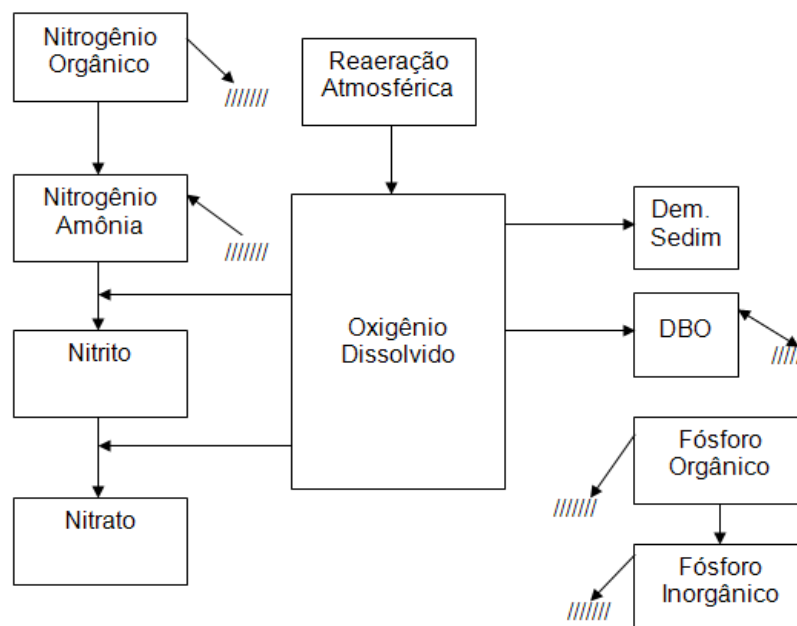 Nitrogênio
Orgânico
///////
Reaeração
Atmosférica
Nitrogênio
Amônia
///////
Dem.
Sedim
Oxigênio
Dissolvido
DBO
/////
Nitrito
Fósforo
Orgânico
///////
Nitrato
Fósforo
Inorgânico
///////